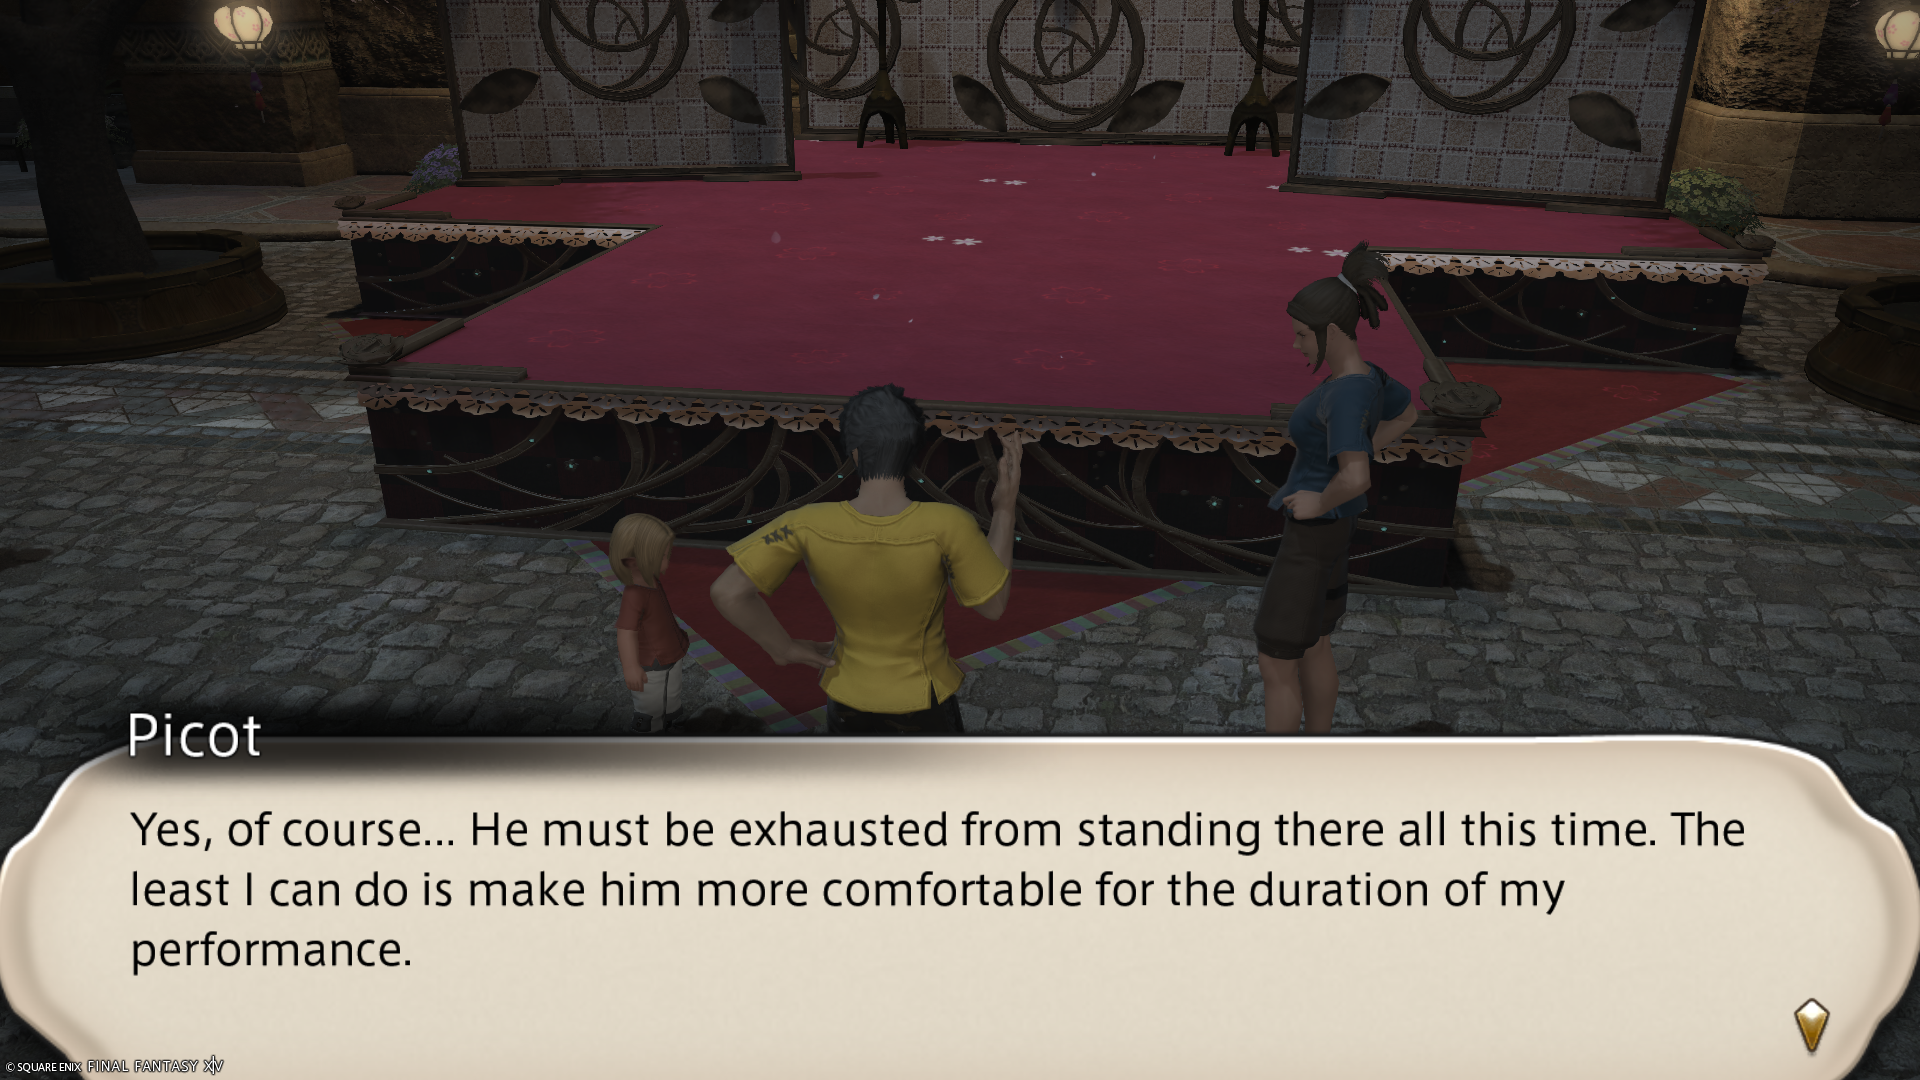 Picot
Yes, of course... He must be exhausted from standing there all this time. The
least I can do is make him more comfortable for the duration of my
performance.
© SQUARE ENIX FINAL FANTASY XIV